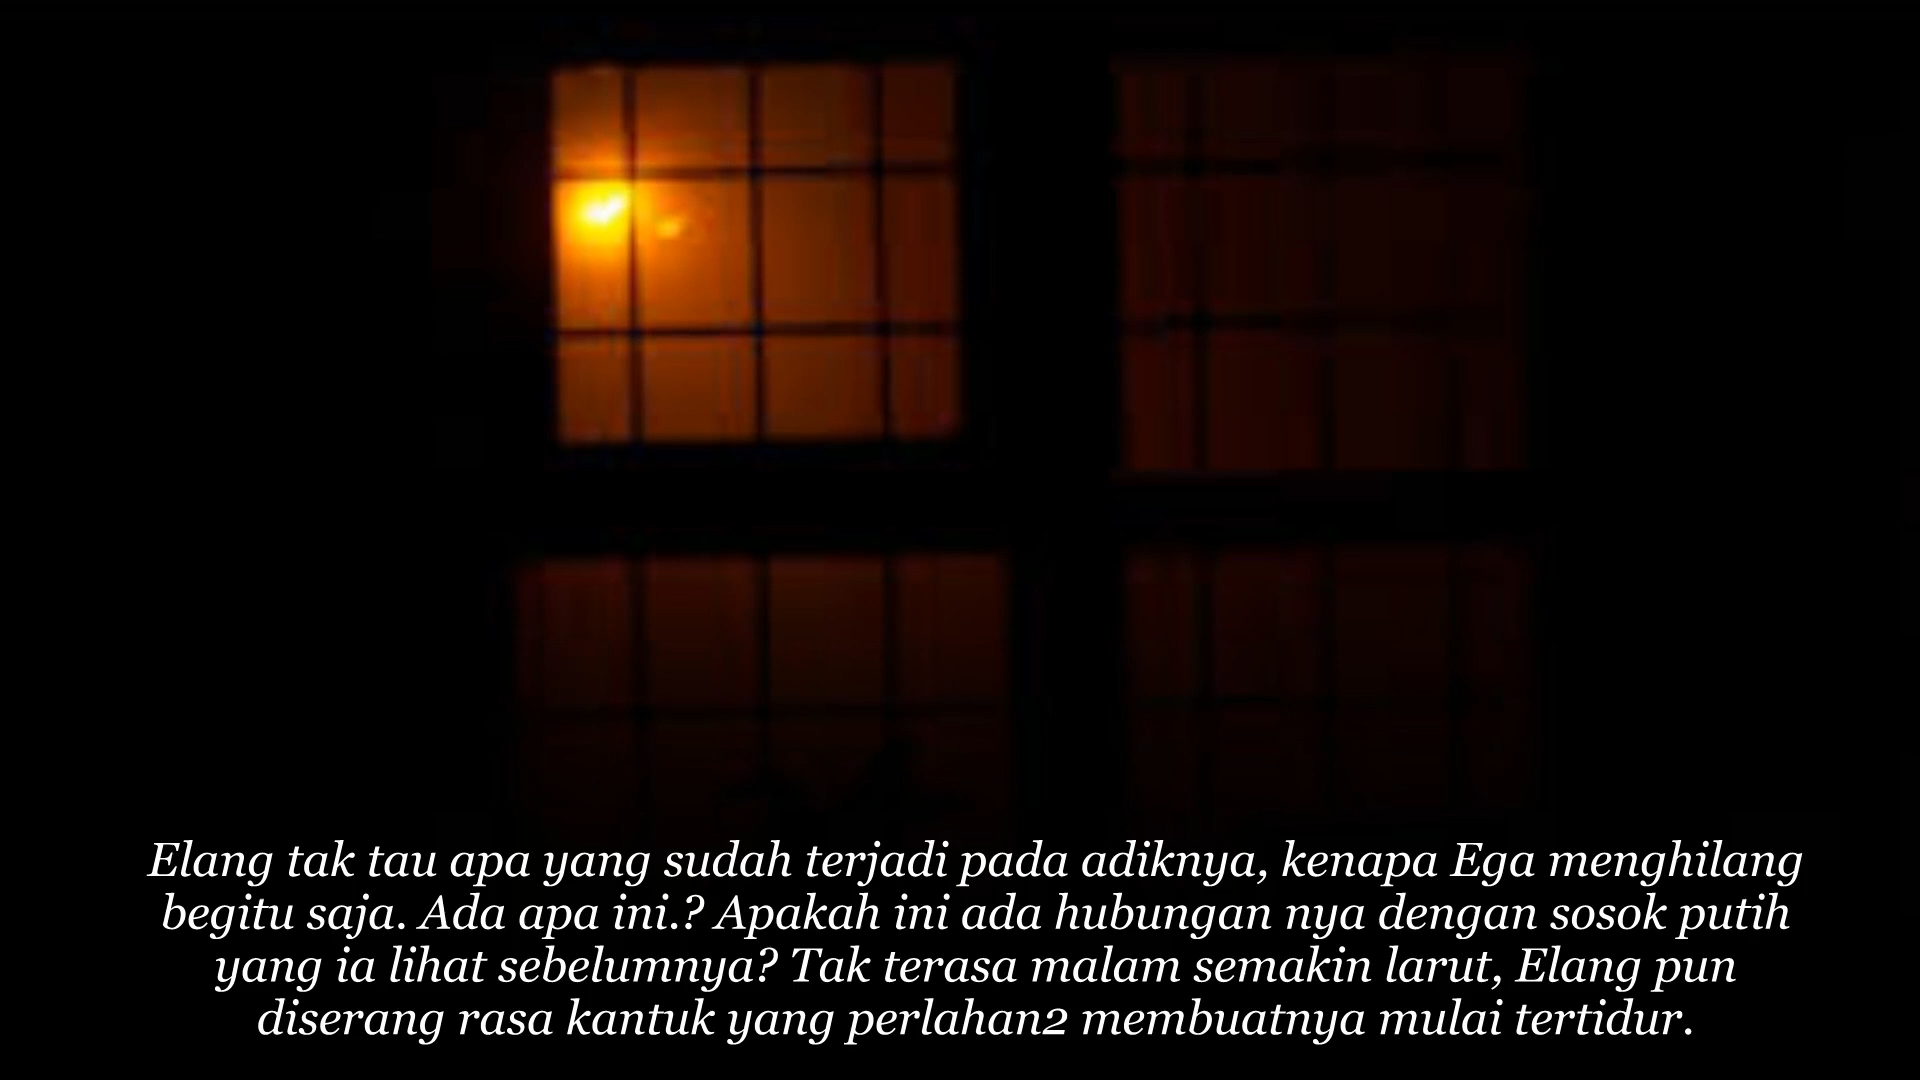 Elang tak tau apa yang sudah terjadi pada adiknya, kenapa Ega menghilang
begitu saja. Ada apa ini.? Apakah ini ada hubungan nya dengan sosok putih
yang ia lihat sebelumnya? Tak terasa malam semakin larut, Elang pun
diserang rasa kantuk yang perlahan2 membuatnya mulai tertidur.